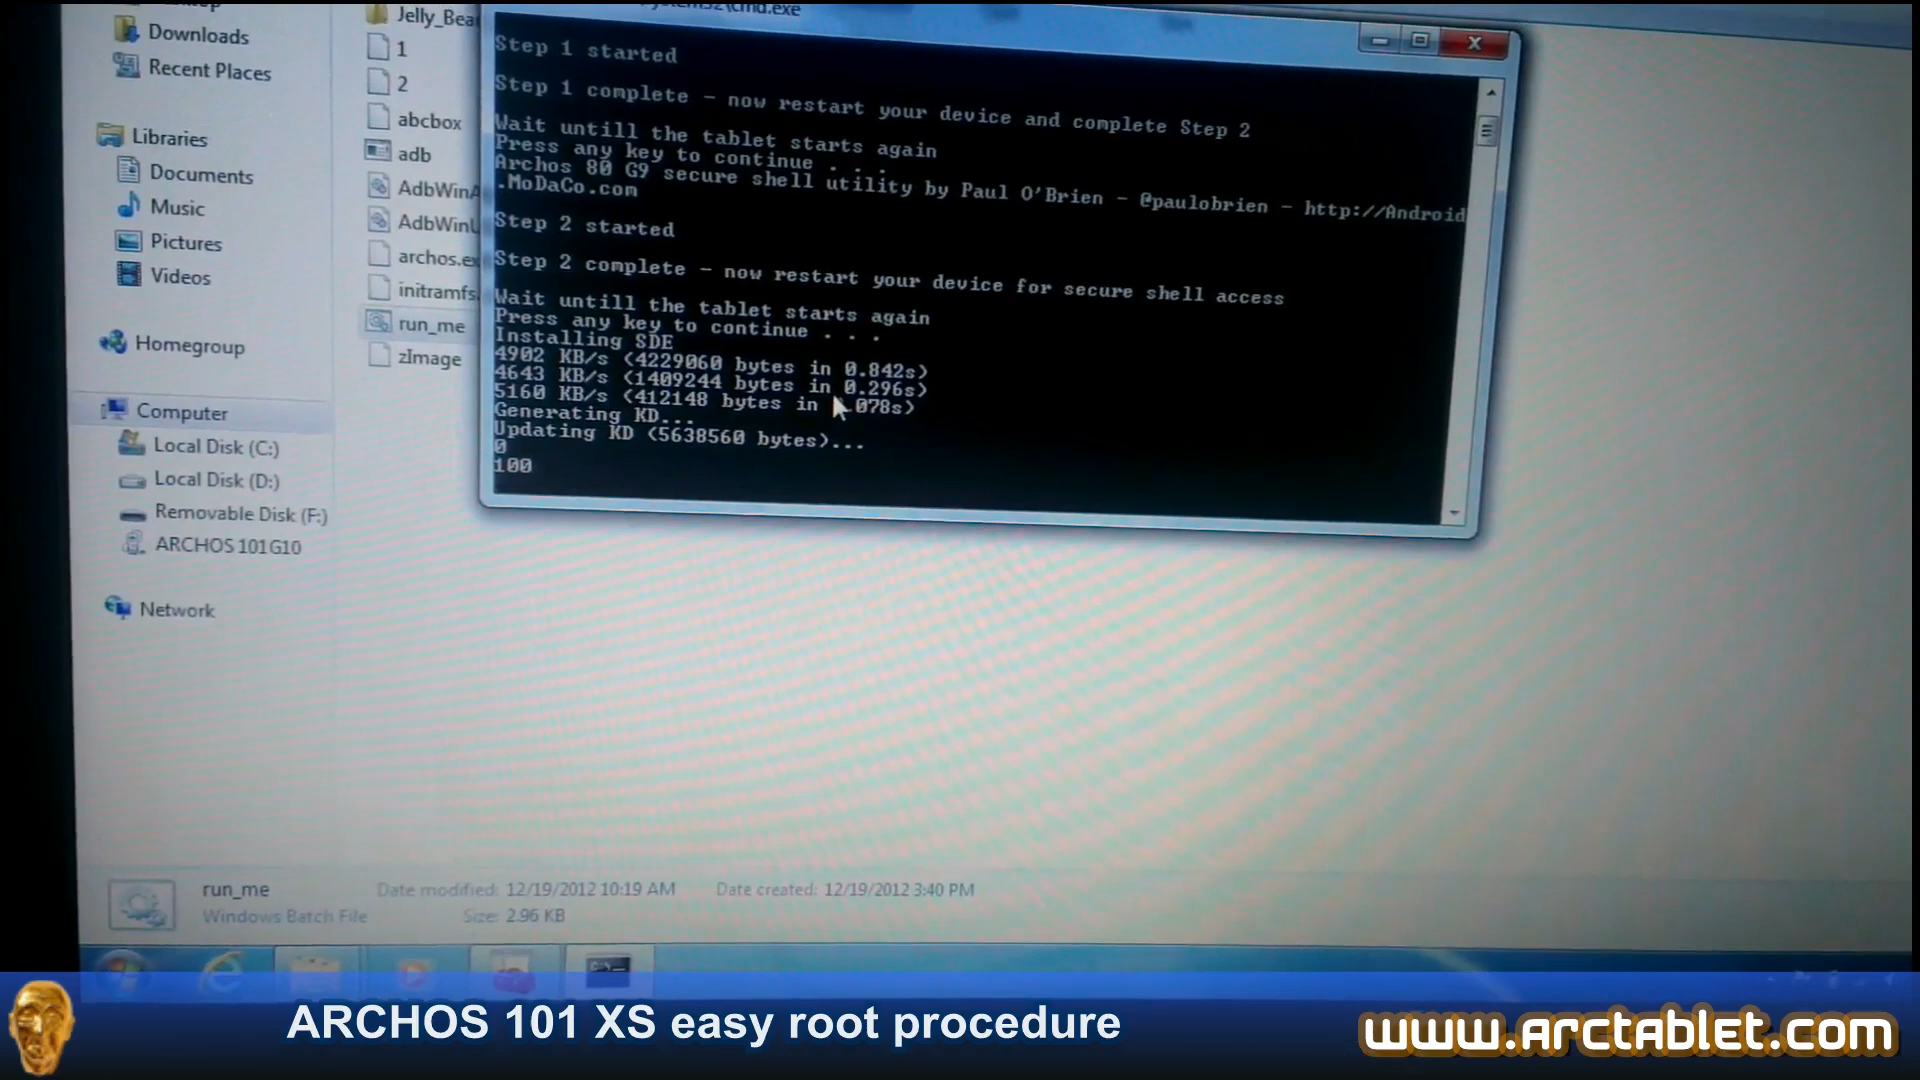 Downloads
Recent Places
Libraries
Documents
Music
Pictures
Videos
Homegroup
Computer
Local Disk (C:)
Local Disk (D:)
Removable Disk (F:)
ARCHOS 101G10
Network
1
2
abcbox
adb
run_me
zImage
cmd.exe
Step 1 started
Step 1 complete - now restart your device and complete Step 2
Wait untill the tablet starts again
Press any key to continue . . .
Archos 80 G9 secure shell utility by Paul O'Brien - @paulobrien - http://Android
.MoDaCo.com
Step 2 started
Step 2 complete - now restart your device for secure shell access
Wait untill the tablet starts again
Press any key to continue . . .
Installing SDE
4902 KB/s (4229060 bytes in 0.842s)
4643 KB/s (1409244 bytes in 0.296s)
5160 KB/s (412148 bytes in .078s)
Generating KD...
Updating KD (5638560 bytes)...
0
100
run_me Date modified: 12/19/2012 10:19 AM Date created: 12/19/2012 3:40 PM
Windows Batch File Size: 2.96 KB
ARCHOS 101 XS easy root procedure
www.arctablet.com